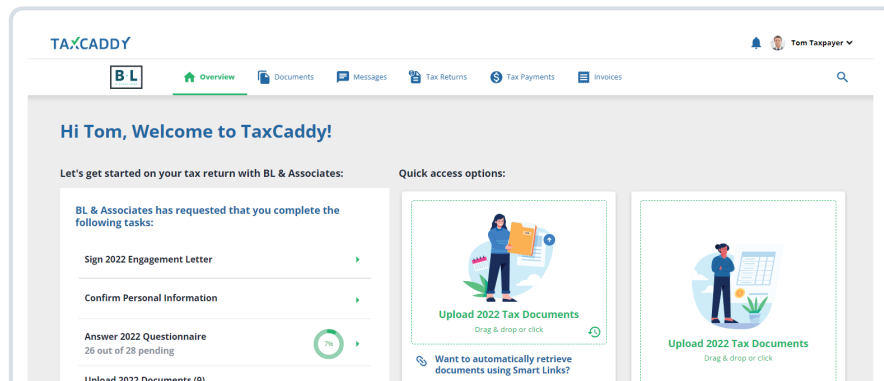 TAXCADDY
Tom Taxpayer
B L
Overview
Documents
Messages
Tax Returns
Tax Payments
Invoices
Hi Tom, Welcome to TaxCaddy!
Let's get started on your tax return with BL & Associates:
Quick access options:
BL & Associates has requested that you complete the
following tasks:
Sign 2022 Engagement Letter
Confirm Personal Information
Answer 2022 Questionnaire
26 out of 28 pending
7%
Upload 2022 Documents (9)
Upload 2022 Tax Documents
Drag & drop or click
Want to automatically retrieve
documents using Smart Links?
Upload 2022 Tax Documents
Drag & drop or click